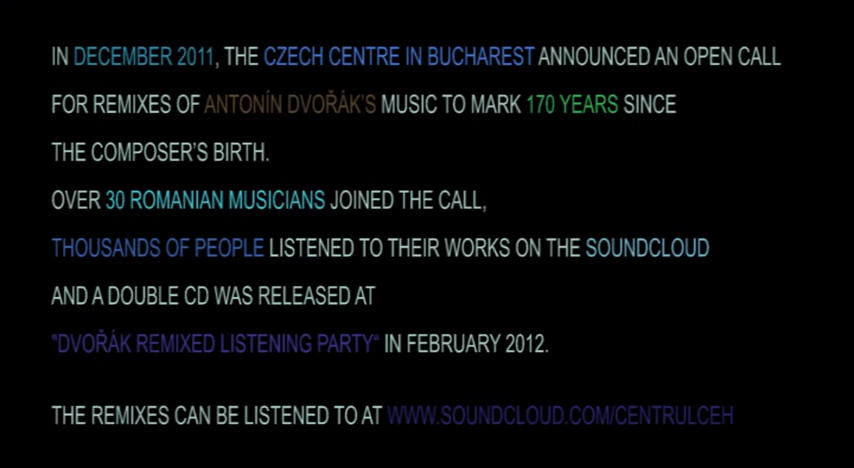 IN DECEMBER 2011, THE CZECH CENTRE IN BUCHAREST ANNOUNCED AN OPEN CALL
FOR REMIXES OF ANTONÍN DVOŘÁK'S MUSIC TO MARK 170 YEARS SINCE
THE COMPOSER'S BIRTH.
OVER 30 ROMANIAN MUSICIANS JOINED THE CALL,
THOUSANDS OF PEOPLE LISTENED TO THEIR WORKS ON THE SOUNDCLOUD
AND A DOUBLE CD WAS RELEASED AT
"DVOŘÁK REMIXED LISTENING PARTY" IN FEBRUARY 2012.
THE REMIXES CAN BE LISTENED TO AT WWW.SOUNDCLOUD.COM/CENTRULCEH